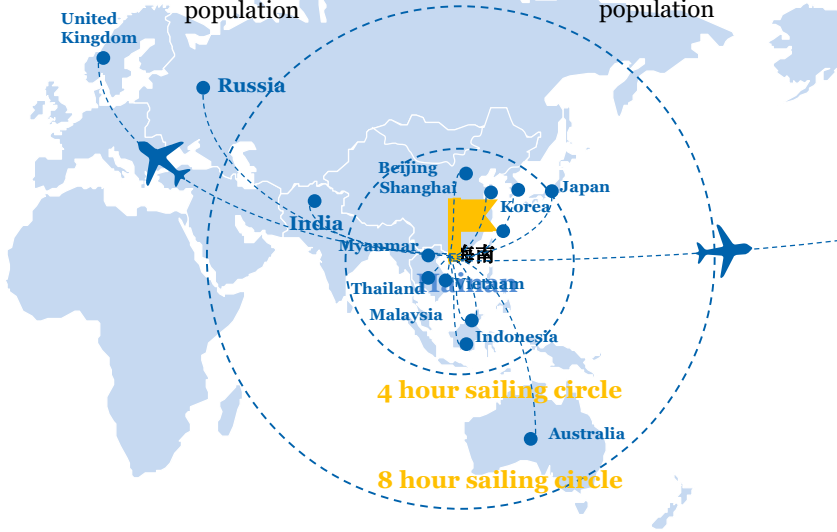 population
population
United
Kingdom
Russia
Beijing
Shanghai
Japan
Korea
India
Myanmar
海南
Hainan
Thailand
Vietnam
Malaysia
Indonesia
4 hour sailing circle
Australia
8 hour sailing circle